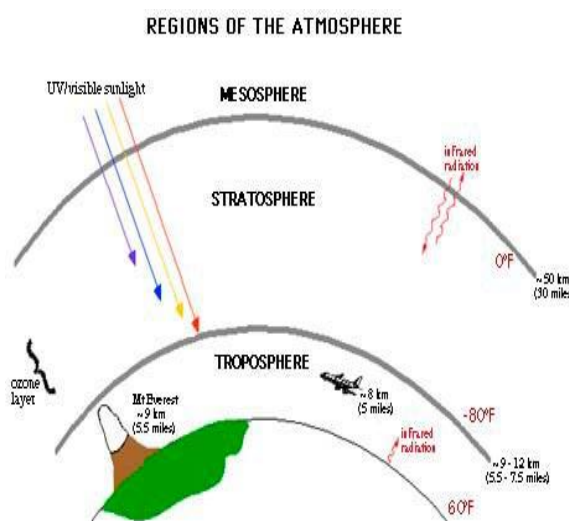 REGIONS OF THE ATMOSPHERE
UV/visible sunlight
MESOSPHERE
infrared
radiation
STRATOSPHERE
0°F
~50 km
(30 miles)
TROPOSPHERE
ozone
layer
Mt Everest
~9 km
(5.5 miles)
~8 km
(5 miles)
-80°F
infrared
radiation
~9 - 12 km
(5.5 - 7.5 miles)
60°F